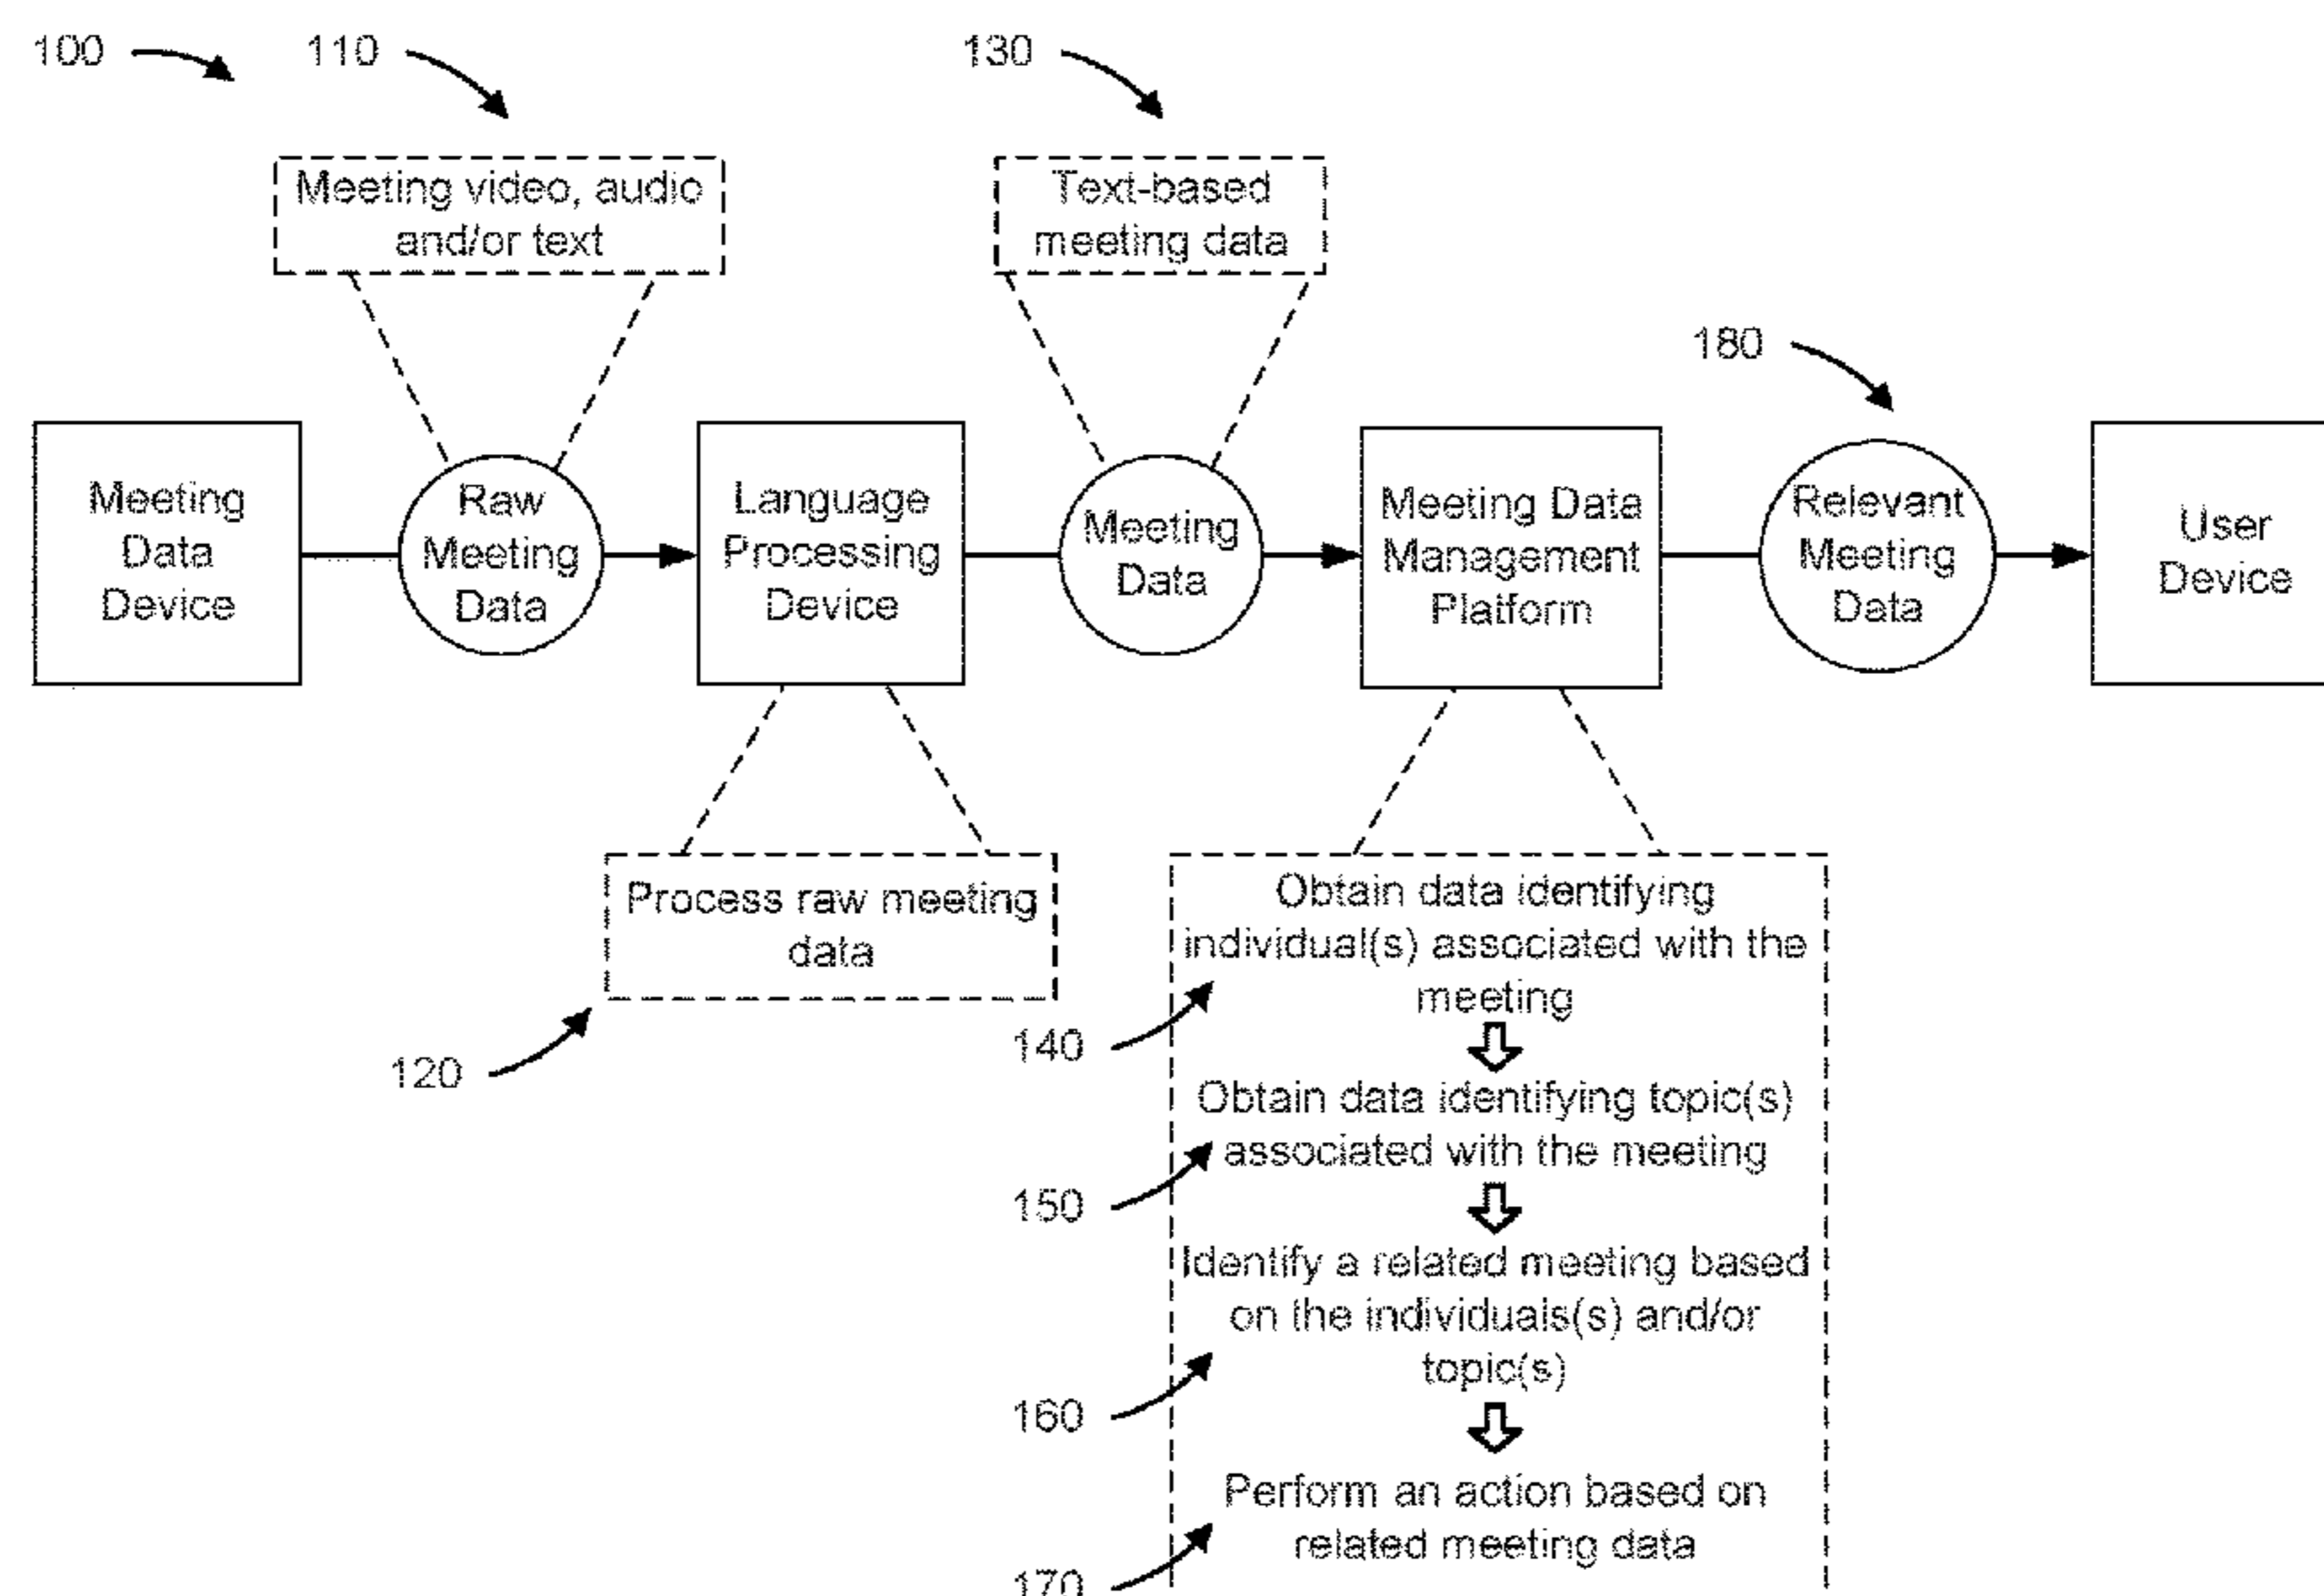 100
110
130
Meeting video, audio
and/or text
Text-based
meeting data
180
Meeting
Data
Device
Raw
Meeting
Data
Language
Processing
Device
Meeting
Data
Meeting Data
Management
Platform
Relevant
Meeting
Data
User
Device
Process raw meeting
data
120
Obtain data identifying
individual(s) associated with the
meeting
140
Obtain data identifying topic(s)
associated with the meeting
150
Identify a related meeting based
on the individuals(s) and/or
topic(s)
160
Perform an action based on
related meeting data
170